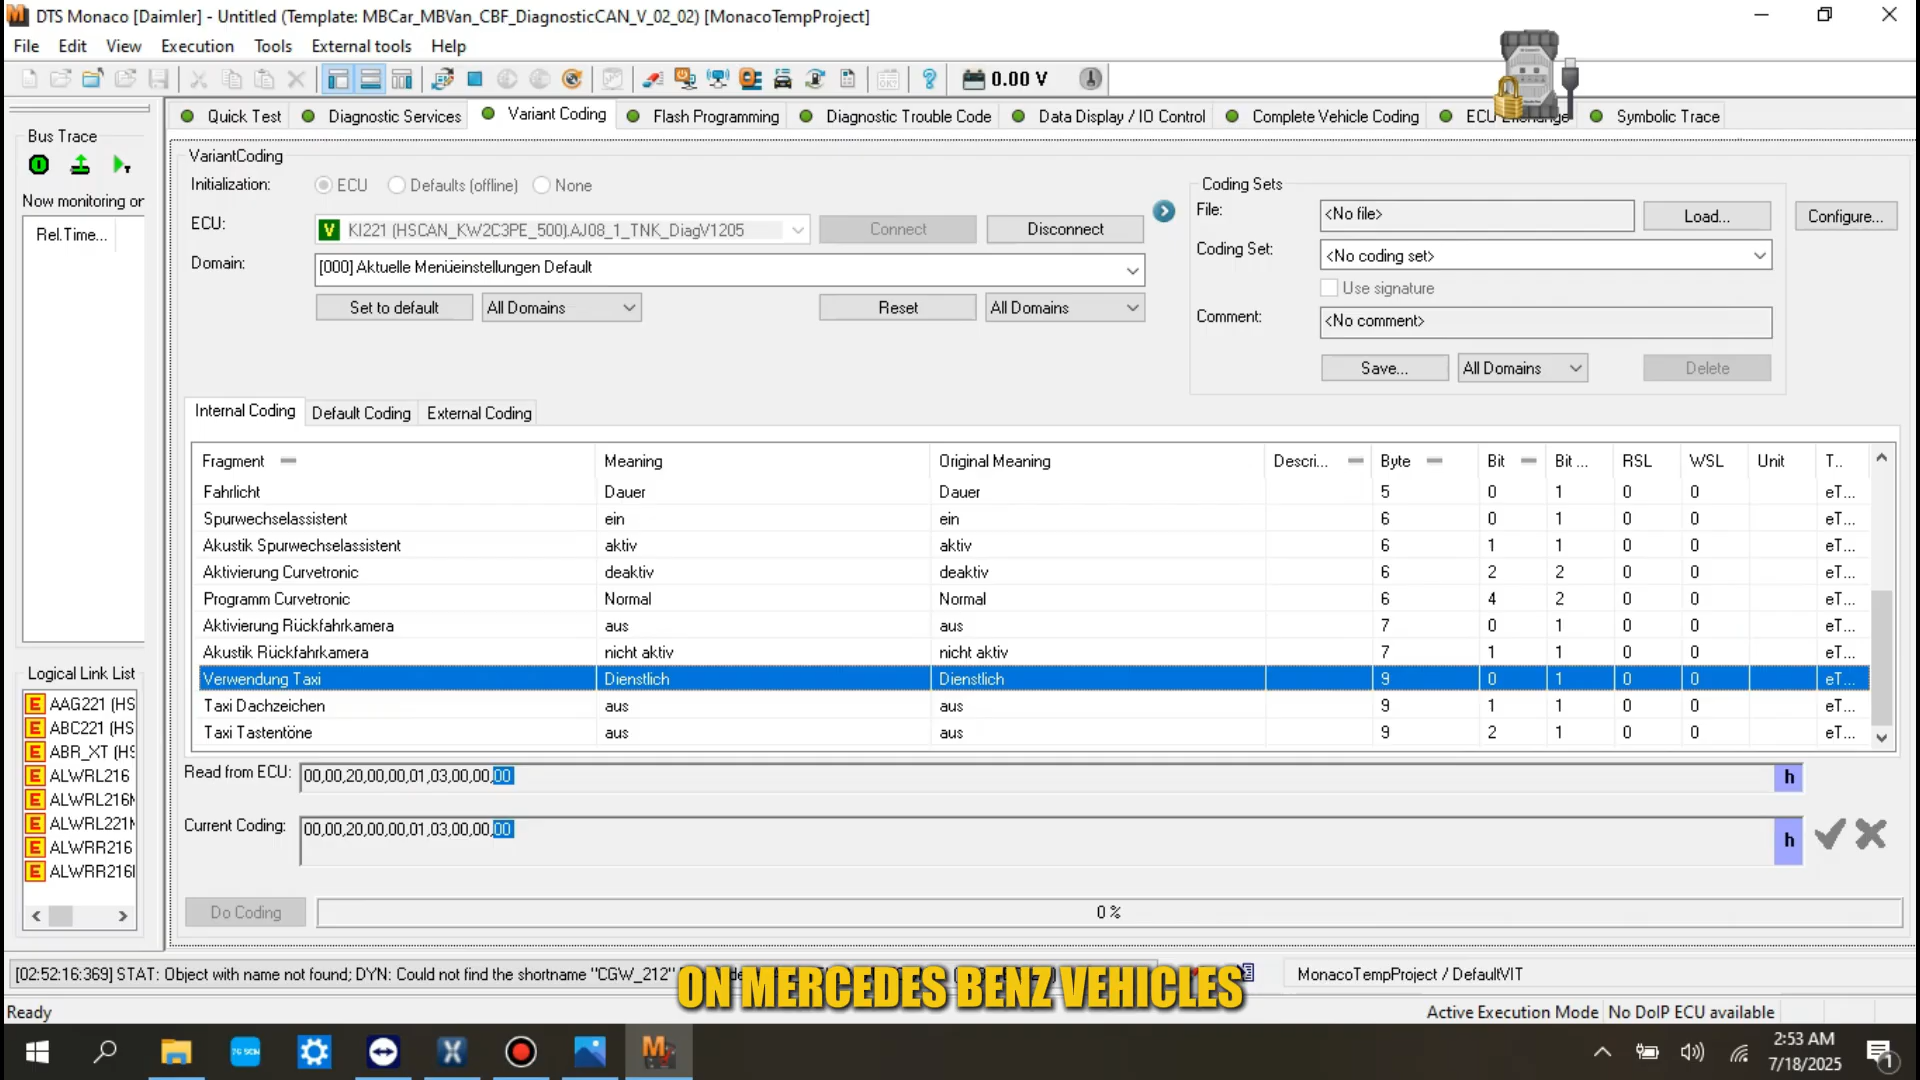 DTS Monaco [Daimler] - Untitled (Template: MBCar_MBVan_CBF_DiagnosticCAN_V_02_02) [MonacoTempProject]
File Edit View Execution Tools External tools Help
0.00 V
Quick Test Diagnostic Services Variant Coding Flash Programming Diagnostic Trouble Code Data Display / IO Control Complete Vehicle Coding ECU Exchange Symbolic Trace
Bus Trace
Now monitoring or
Rel.Time...
VariantCoding
Initialization: ECU Defaults (offline) None
ECU: V KI221 (HSCAN_KW2C3PE_500).AJ08_1_TNK_DiagV1205 Connect Disconnect
Domain: [000] Aktuelle Menüeinstellungen Default
Set to default All Domains Reset All Domains
Coding Sets
File: <No file> Load... Configure...
Coding Set: <No coding set>
Use signature
Comment: <No comment>
Save... All Domains Delete
Internal Coding Default Coding External Coding
Fragment Meaning Original Meaning Descri... Byte Bit Bit ... RSL WSL Unit T..
Fahrlicht Dauer Dauer 5 0 1 0 0 eT...
Spurwechselassistent ein ein 6 0 1 0 0 eT...
Akustik Spurwechselassistent aktiv aktiv 6 1 1 0 0 eT...
Aktivierung Curvetronic deaktiv deaktiv 6 2 2 0 0 eT...
Programm Curvetronic Normal Normal 6 4 2 0 0 eT...
Aktivierung Rückfahrkamera aus aus 7 0 1 0 0 eT...
Akustik Rückfahrkamera nicht aktiv nicht aktiv 7 1 1 0 0 eT...
Verwendung Taxi Dienstlich Dienstlich 9 0 1 0 0 eT...
Taxi Dachzeichen aus aus 9 1 1 0 0 eT...
Taxi Tastentöne aus aus 9 2 1 0 0 eT...
Logical Link List
E AAG221 (HS
E ABC221 (HS
E ABR_XT (HS
E ALWRL216
E ALWRL216M
E ALWRL221M
E ALWRR216
E ALWRR216I
Read from ECU: 00,00,20,00,00,01,03,00,00,00 h
Current Coding: 00,00,20,00,00,01,03,00,00,00 h
Do Coding 0 %
[02:52:16:369] STAT: Object with name not found; DYN: Could not find the shortname "CGW_212"
MonacoTempProject / DefaultVIT
ON MERCEDES BENZ VEHICLES
Ready Active Execution Mode No DoIP ECU available
2:53 AM
7/18/2025
1